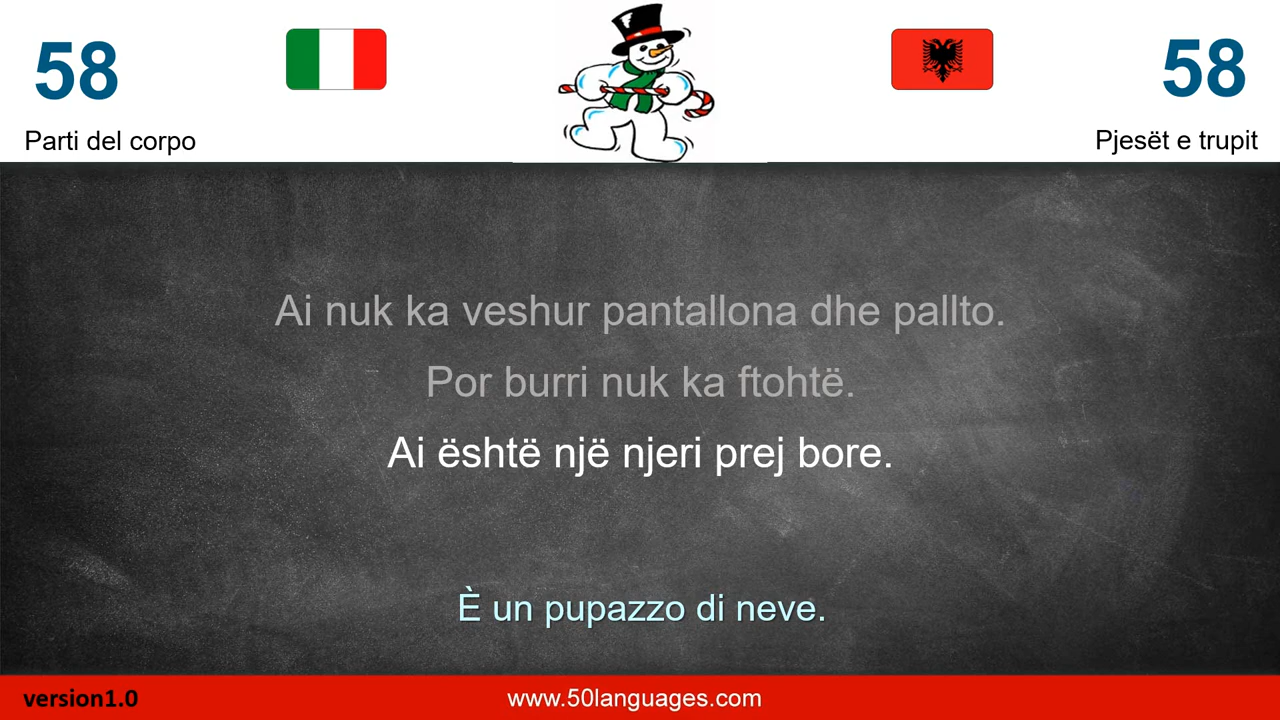 58
58
Parti del corpo
Pjesët e trupit
Ai nuk ka veshur pantallona dhe pallto.
Por burri nuk ka ftohtë.
Ai është një njeri prej bore.
È un pupazzo di neve.
version1.0
www.50languages.com